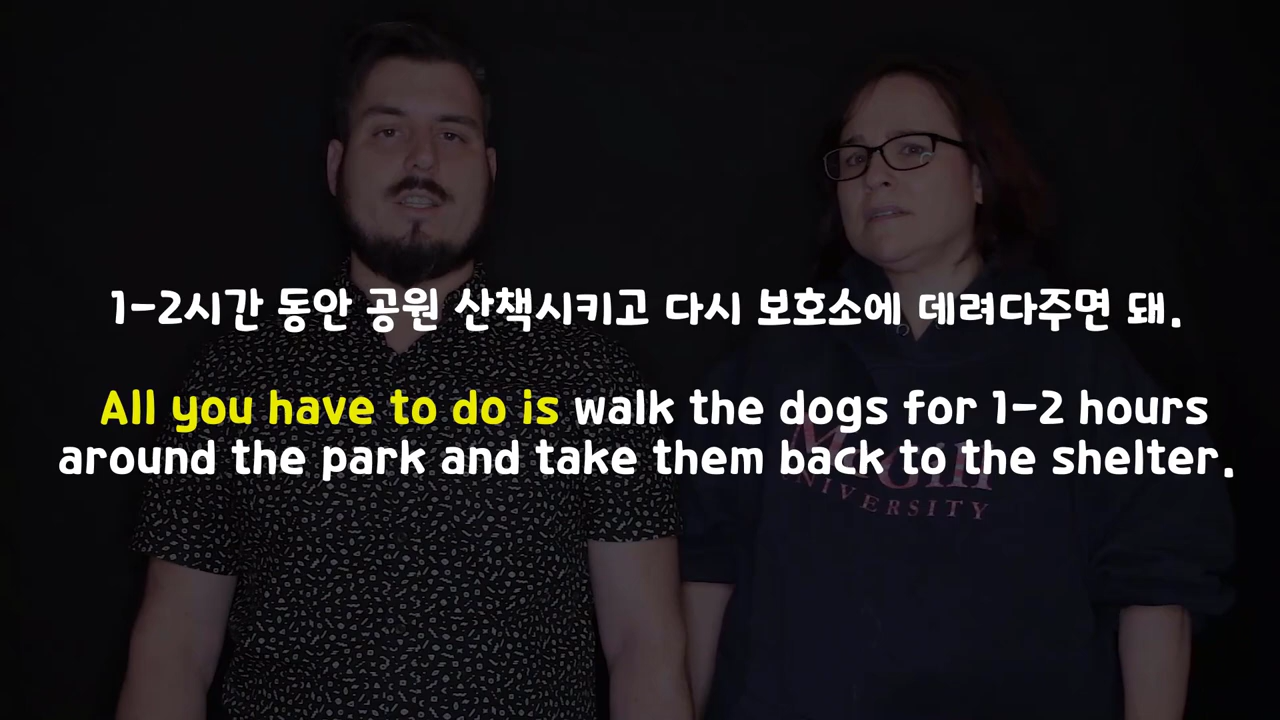 1-2시간 동안 공원 산책시키고 다시 보호소에 데려다주면 돼.
All you have to do is walk the dogs for 1-2 hours
around the park and take them back to the shelter.
McGill
UNIVERSITY